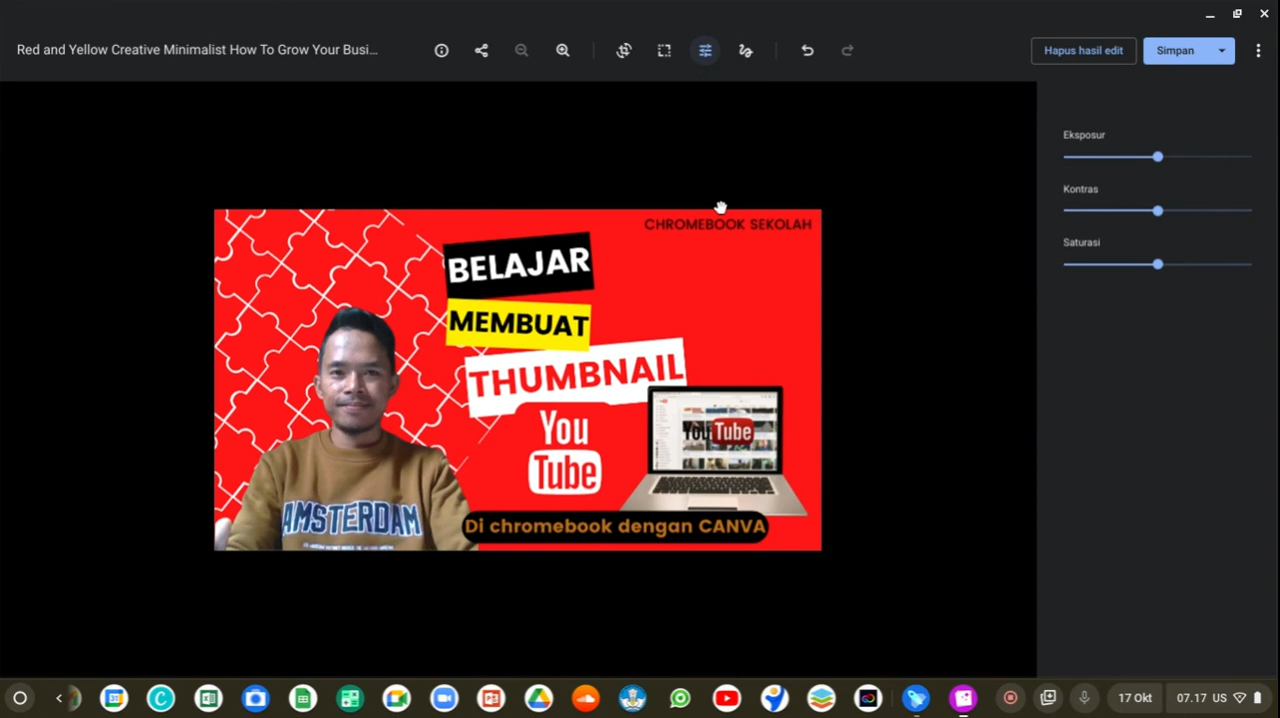 Red and Yellow Creative Minimalist How To Grow Your Busi...
Hapus hasil edit
Simpan
Eksposur
Kontras
Saturasi
CHROMEBOOK SEKOLAH
BELAJAR
MEMBUAT
THUMBNAIL
You
Tube
YouTube
AMSTERDAM
Di chromebook dengan CANVA
17 Okt
07.17 US